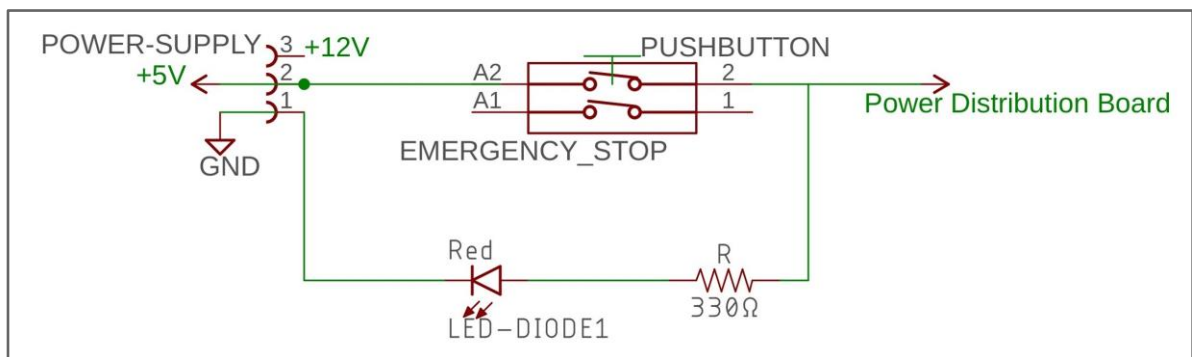 POWER-SUPPLY
3
+12V
PUSHBUTTON
+5V
2
A2
2
1
A1
1
Power Distribution Board
GND
EMERGENCY_STOP
Red
R
330Ω
LED-DIODE1